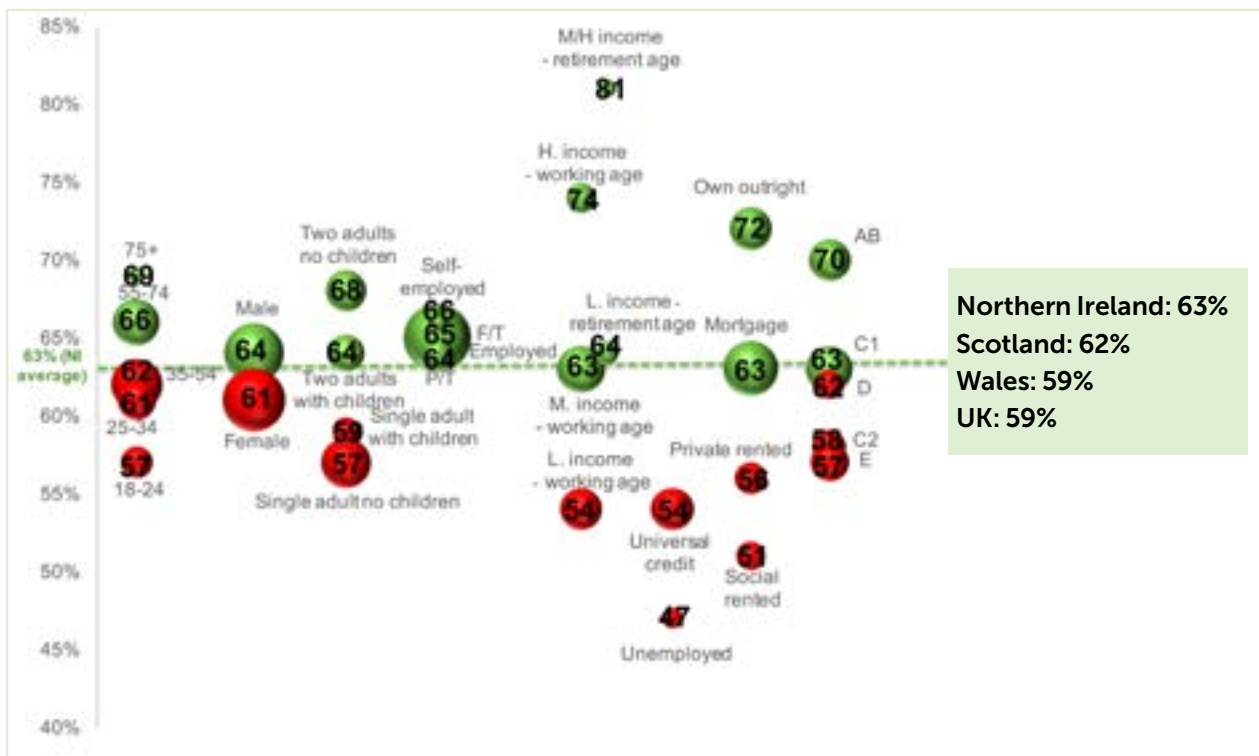 85%
80%
75%
70%
65%
63% (NI
average)
60%
55%
50%
45%
40%
75+
69
55-74
66
62
35-54
61
25-34
57
18-24
Male
64
61
Female
Two adults
no children
68
64
Two adults
with children
59
Single adult
with children
57
Single adult no children
Self-
employed
66
65
F/T
Employed
64
P/T
M/H income
- retirement age
81
H. income
- working age
74
L. income -
retirement age
64
63
M. income
- working age
L. income
- working age
54
54
Universal
credit
47
Unemployed
Own outright
72
Mortgage
63
Private rented
56
51
Social
rented
AB
70
C1
63
62
D
58
C2
57
E
Northern Ireland: 63%
Scotland: 62%
Wales: 59%
UK: 59%